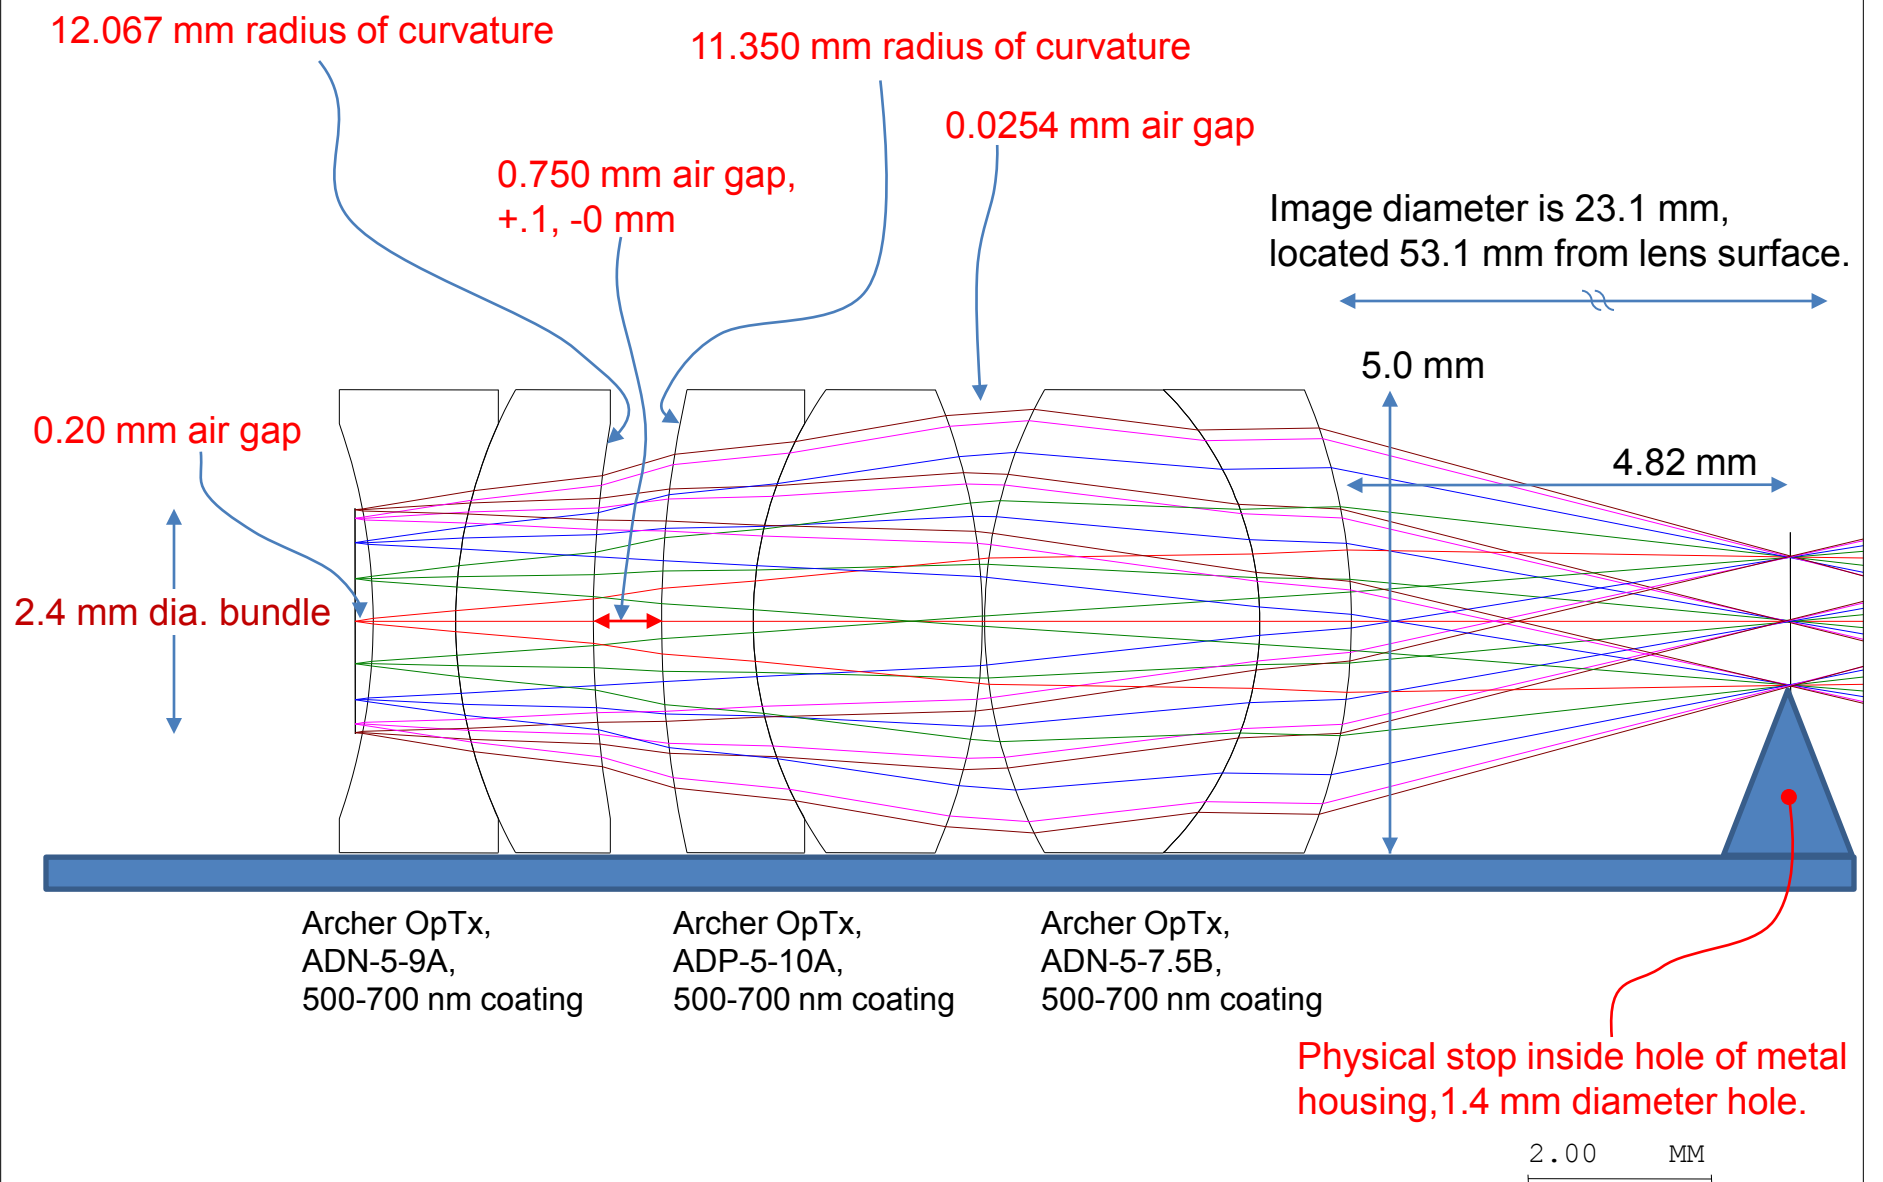 12.067 mm radius of curvature
11.350 mm radius of curvature
0.0254 mm air gap
0.750 mm air gap,
+.1, -0 mm
Image diameter is 23.1 mm,
located 53.1 mm from lens surface.
5.0 mm
0.20 mm air gap
4.82 mm
2.4 mm dia. bundle
Archer OpTx,
ADN-5-9A,
500-700 nm coating
Archer OpTx,
ADP-5-10A,
500-700 nm coating
Archer OpTx,
ADN-5-7.5B,
500-700 nm coating
Physical stop inside hole of metal
housing,1.4 mm diameter hole.
2.00 MM